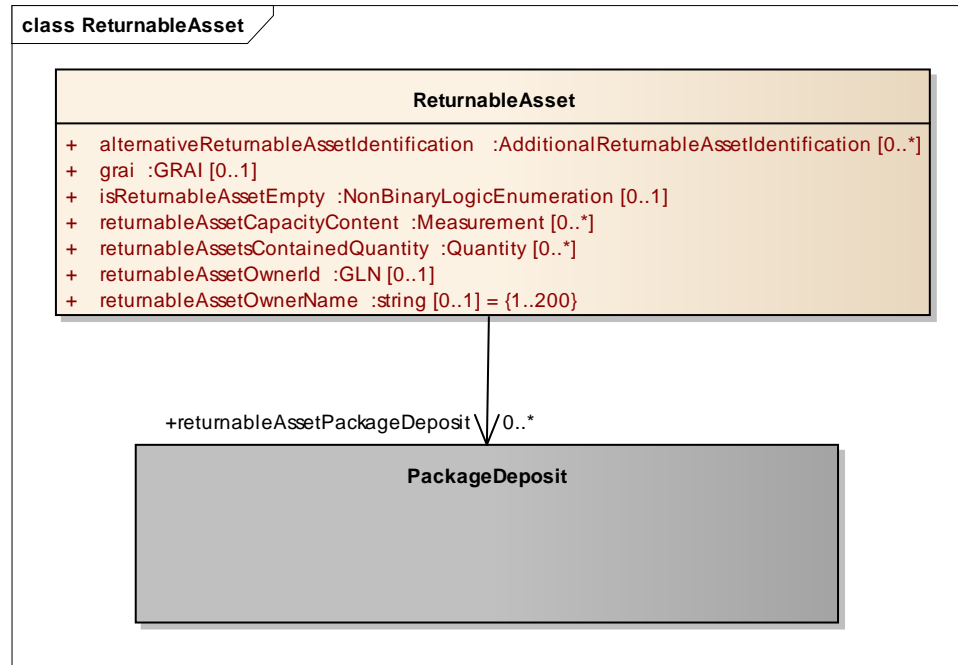 class ReturnableAsset
ReturnableAsset
+ alternativeReturnableAssetIdentification :AdditionalReturnableAssetIdentification [0..*]
+ grai :GRAI [0..1]
+ isReturnableAssetEmpty :NonBinaryLogicEnumeration [0..1]
+ returnableAssetCapacityContent :Measurement [0..*]
+ returnableAssetsContainedQuantity :Quantity [0..*]
+ returnableAssetOwnerId :GLN [0..1]
+ returnableAssetOwnerName :string [0..1] = {1..200}
+returnableAssetPackageDeposit 0..*
PackageDeposit